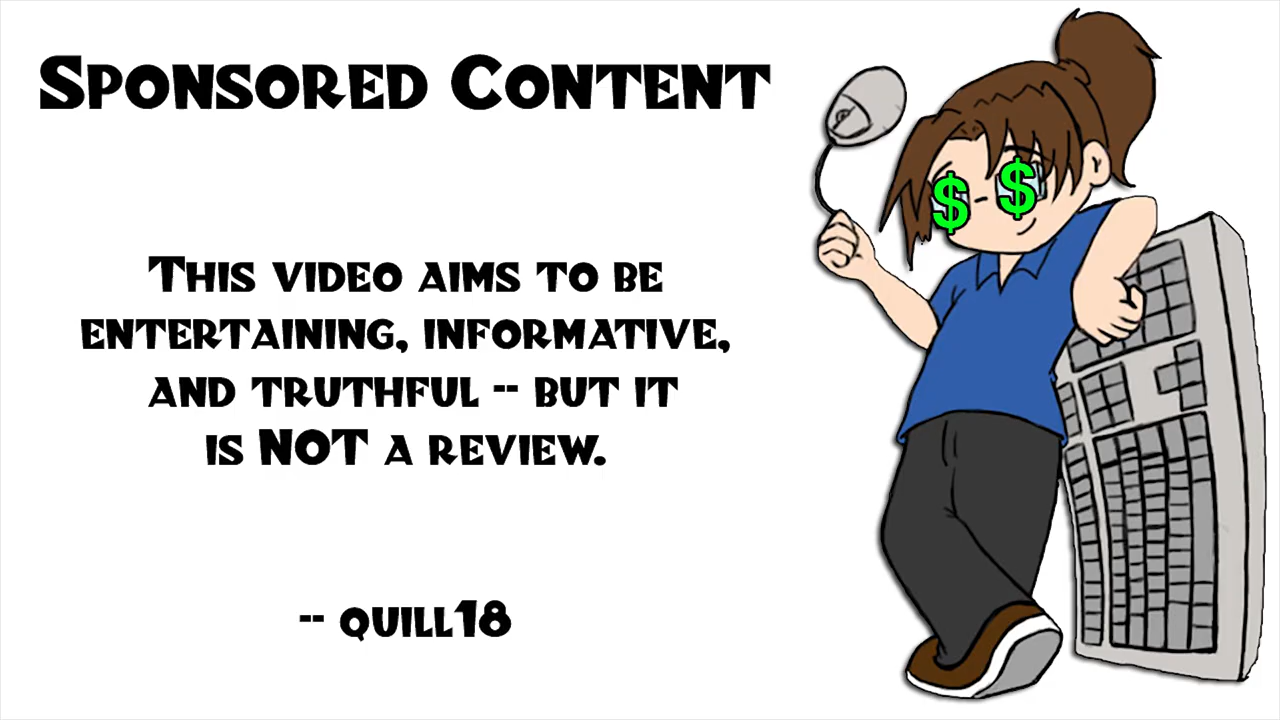 Sponsored Content
This video aims to be
entertaining, informative,
and truthful -- but it
is NOT a review.
-- quill18
$ $